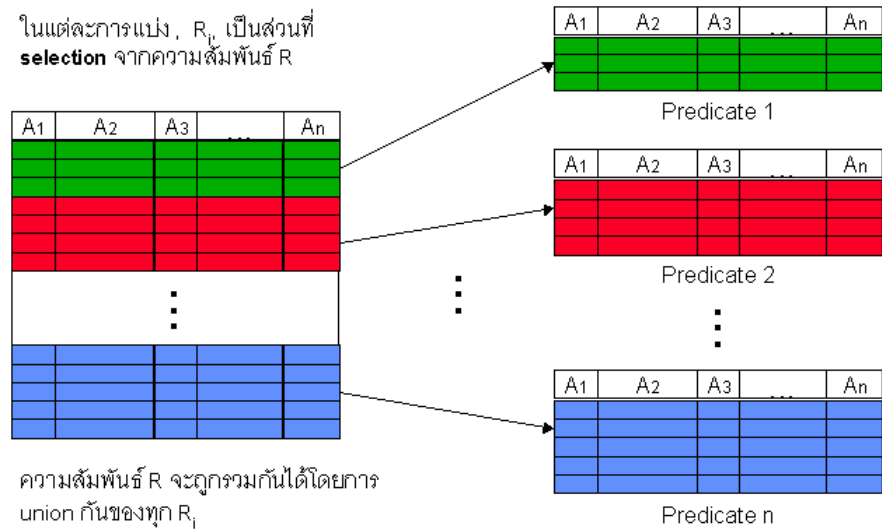 ในแต่ละการแบ่ง , Ri, เป็นส่วนที่
selection จากความสัมพันธ์ R
A1 A2 A3 ... An
A1 A2 A3 ... An
Predicate 1
A1 A2 A3 ... An
Predicate 2
A1 A2 A3 ... An
Predicate n
ความสัมพันธ์ R จะถูกรวมกันได้โดยการ
union กันของทุก Ri